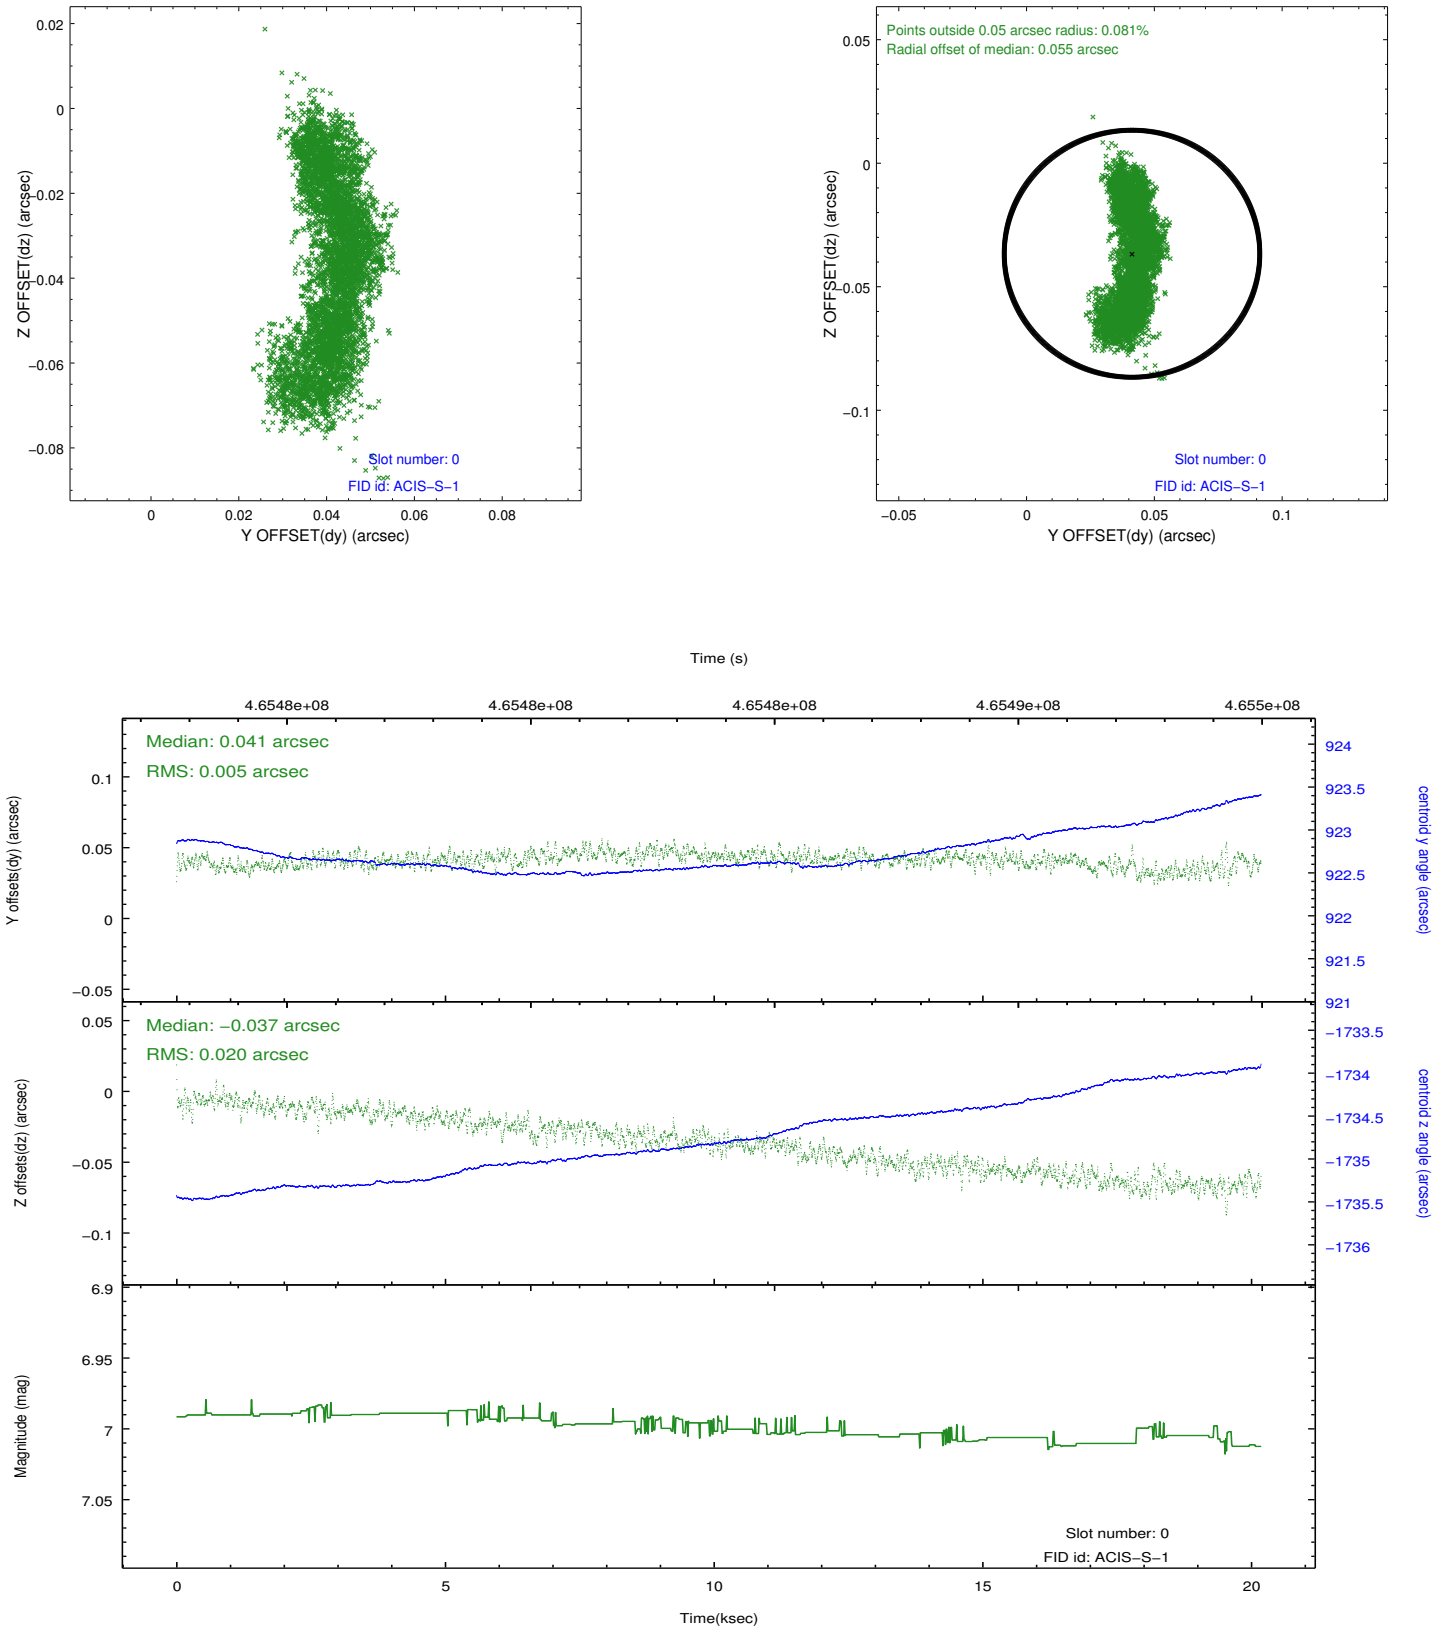 0.02
0
−0.02
−0.04
−0.06
−0.08
Z OFFSET(dz) (arcsec)
Slot number: 0
FID id: ACIS−S−1
0
0.02
0.04
0.06
0.08
Y OFFSET(dy) (arcsec)
Points outside 0.05 arcsec radius: 0.081%
Radial offset of median: 0.055 arcsec
0.05
0
−0.05
−0.1
Z OFFSET(dz) (arcsec)
Slot number: 0
FID id: ACIS−S−1
−0.05
0
0.05
0.1
Y OFFSET(dy) (arcsec)
Time (s)
4.6548e+08
4.6548e+08
4.6548e+08
4.6549e+08
4.655e+08
Median: 0.041 arcsec
RMS: 0.005 arcsec
0.1
0.05
0
−0.05
Y offsets(dy) (arcsec)
924
923.5
923
922.5
922
921.5
921
centroid y angle (arcsec)
Median: −0.037 arcsec
RMS: 0.020 arcsec
0.05
0
−0.05
−0.1
Z offsets(dz) (arcsec)
−1733.5
−1734
−1734.5
−1735
−1735.5
−1736
centroid z angle (arcsec)
6.9
6.95
7
7.05
Magnitude (mag)
Slot number: 0
FID id: ACIS−S−1
0
5
10
15
20
Time(ksec)